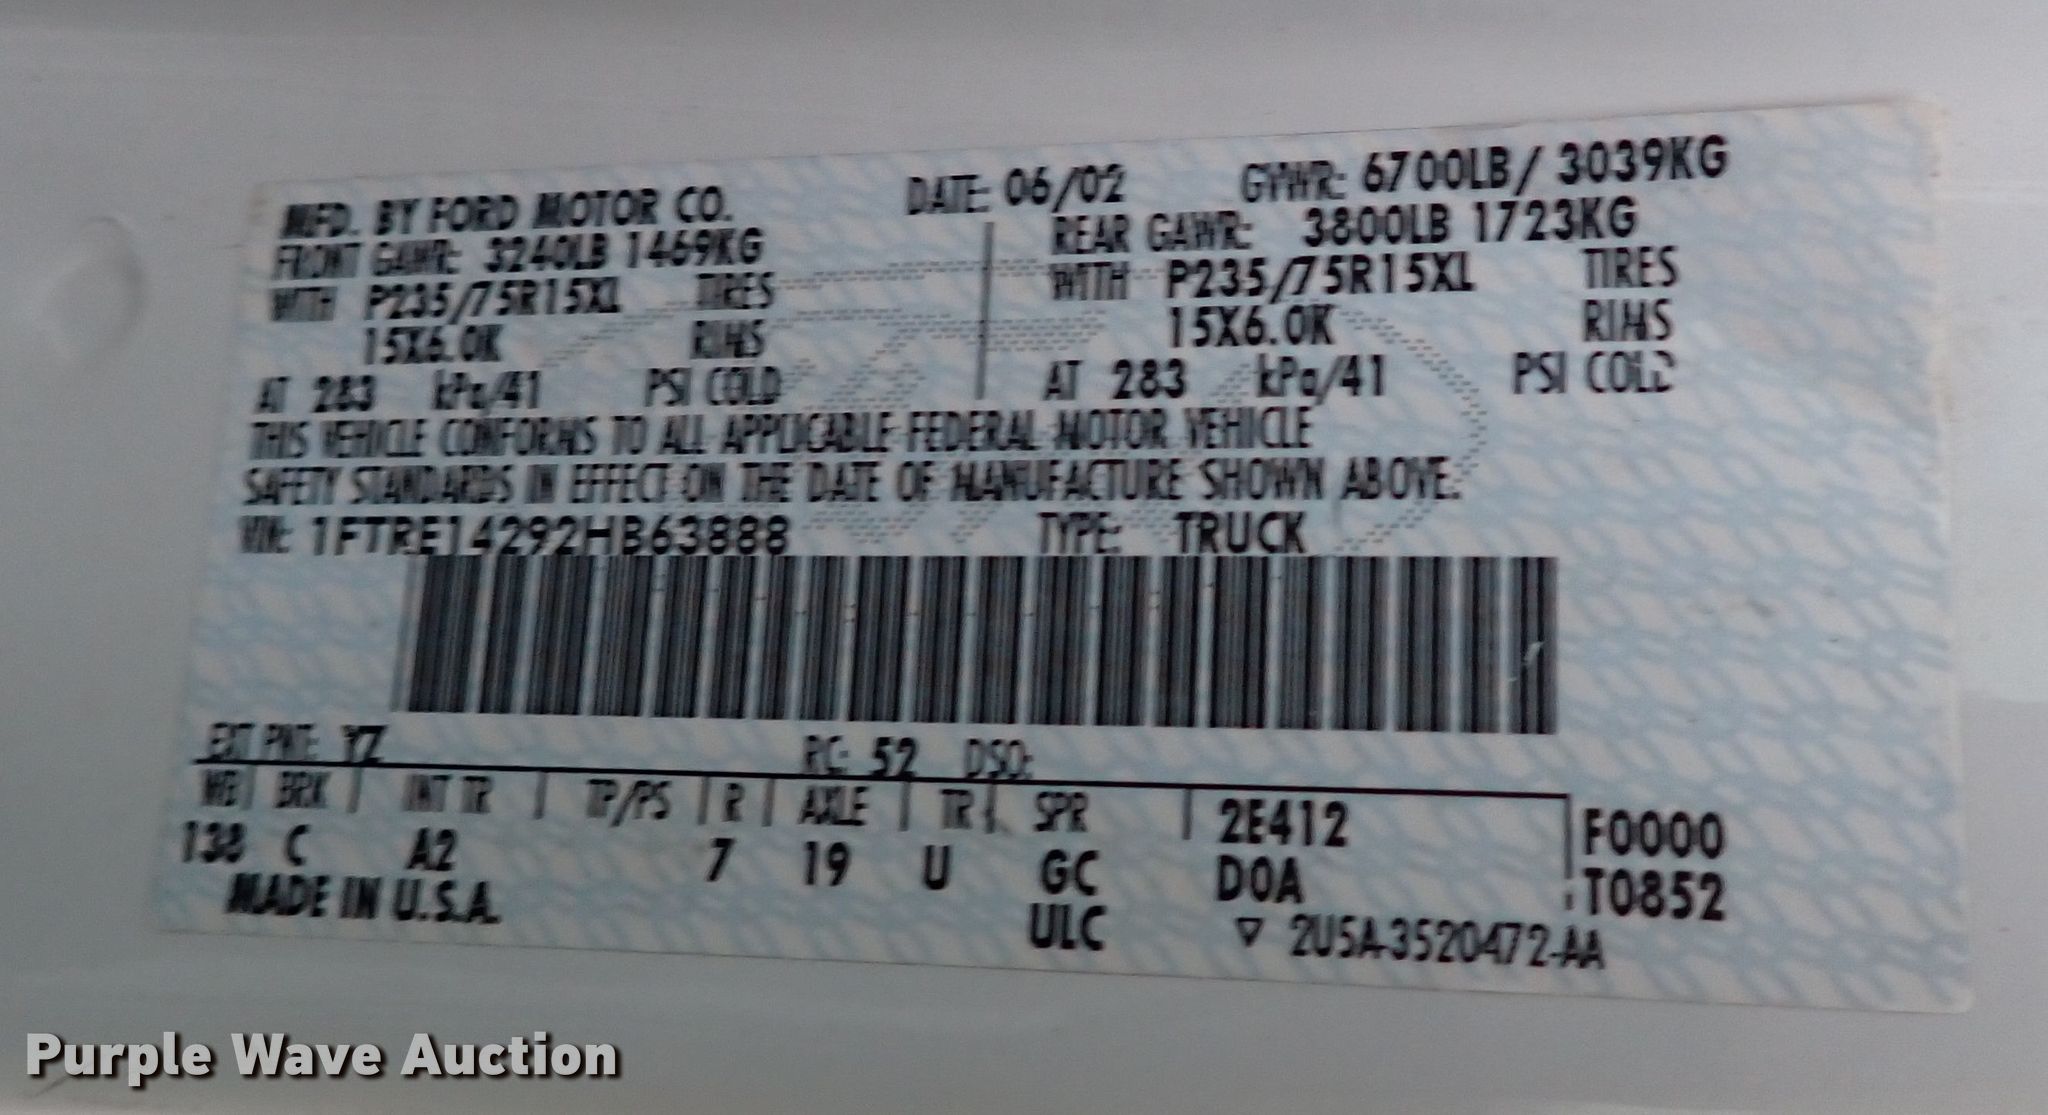 MFD. BY FORD MOTOR CO. DATE: 06/02 GVWR: 6700LB / 3039KG
FRONT GAWR: 3240LB 1469KG REAR GAWR: 3800LB 1723KG
WITH P235/75R15XL TIRES WITH P235/75R15XL TIRES
15X6.0K RIMS 15X6.0K RIMS
AT 283 kPa/41 PSI COLD AT 283 kPa/41 PSI COLD
THIS VEHICLE CONFORMS TO ALL APPLICABLE FEDERAL MOTOR VEHICLE
SAFETY STANDARDS IN EFFECT ON THE DATE OF MANUFACTURE SHOWN ABOVE.
VIN: 1FTRE14292HB63888 TYPE: TRUCK
EXT PNT: YZ RC: 52 DSO:
WB | BRK | INT TR | TP/PS | R | AXLE | TR | SPR | 2E412 | F0000
138 C A2 7 19 U GC DOA T0852
MADE IN U.S.A. ULC ▽ 2U5A-3520472-AA
Purple Wave Auction